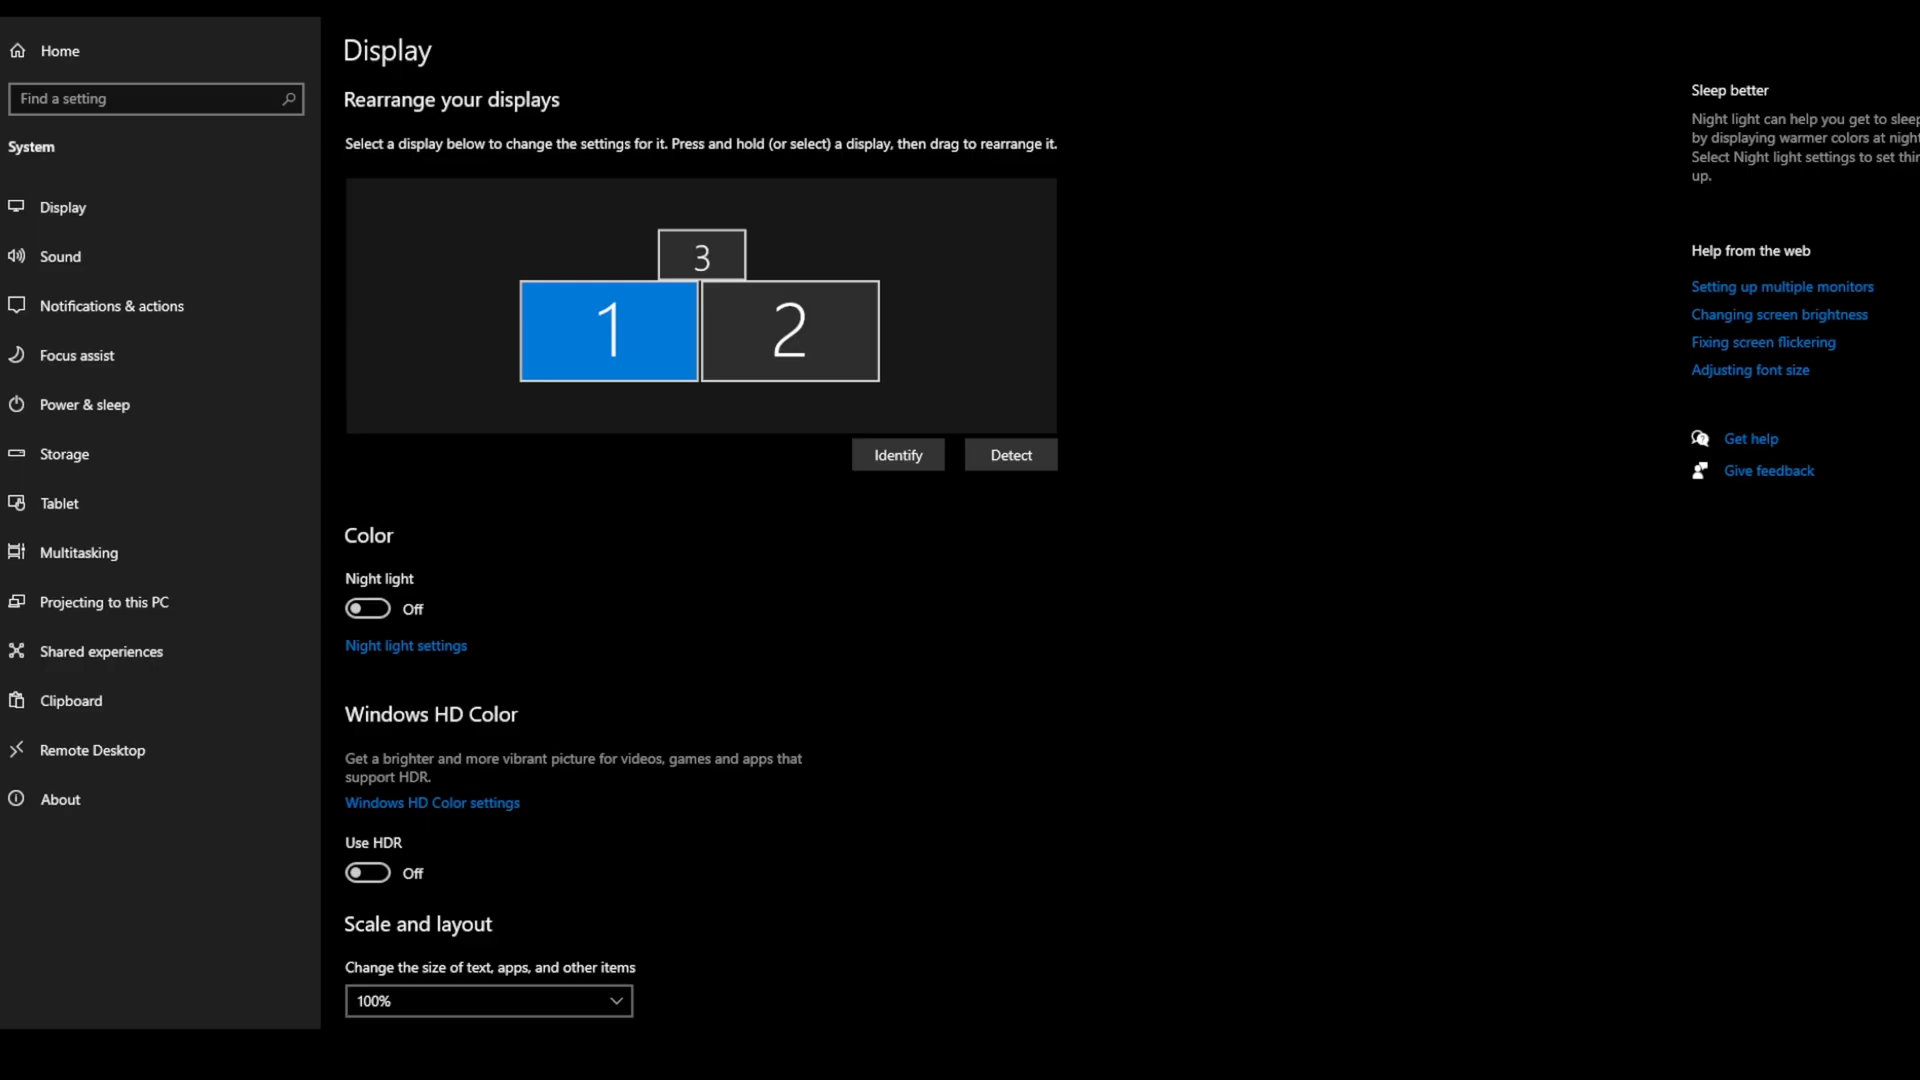 Home
Find a setting
System
Display
Sound
Notifications & actions
Focus assist
Power & sleep
Storage
Tablet
Multitasking
Projecting to this PC
Shared experiences
Clipboard
Remote Desktop
About
Display
Rearrange your displays
Select a display below to change the settings for it. Press and hold (or select) a display, then drag to rearrange it.
3
1
2
Identify
Detect
Color
Night light
Off
Night light settings
Windows HD Color
Get a brighter and more vibrant picture for videos, games and apps that
support HDR.
Windows HD Color settings
Use HDR
Off
Scale and layout
Change the size of text, apps, and other items
100%
Sleep better
Night light can help you get to sleep
by displaying warmer colors at night
Select Night light settings to set thin
up.
Help from the web
Setting up multiple monitors
Changing screen brightness
Fixing screen flickering
Adjusting font size
Get help
Give feedback